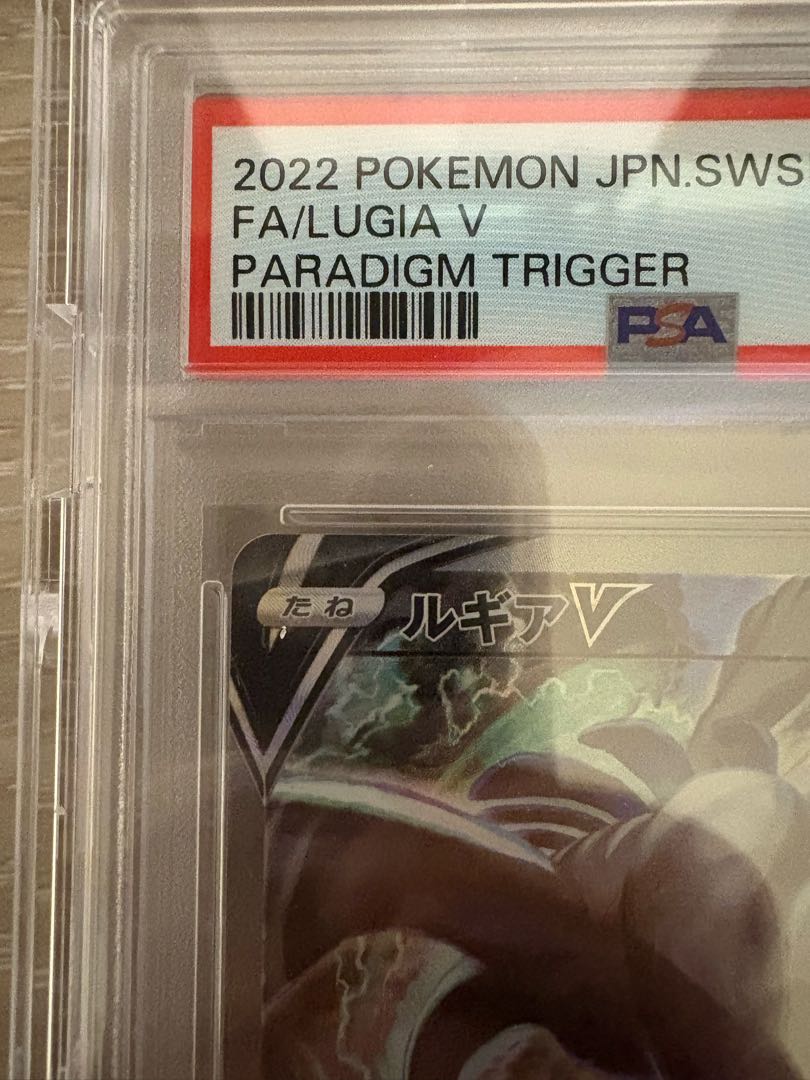 2022 POKEMON JPN.SWS
FA/LUGIA V
PARADIGM TRIGGER
PSA
たね ルギアV